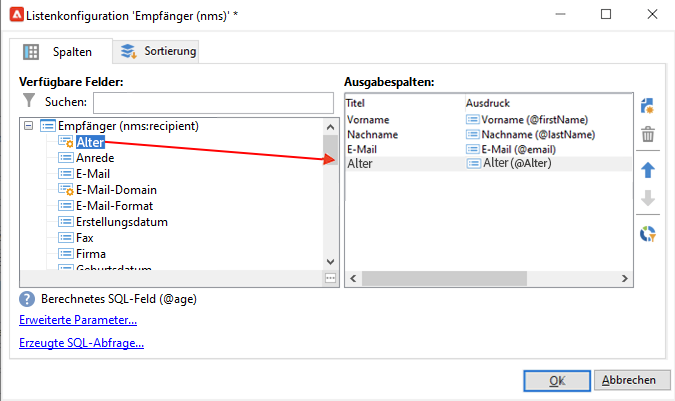 Listenkonfiguration 'Empfänger (nms)' *
Spalten
Sortierung
Verfügbare Felder:
Suchen:
Empfänger (nms:recipient)
Alter
Anrede
E-Mail
E-Mail-Domain
E-Mail-Format
Erstellungsdatum
Fax
Firma
Geburtsdatum
Ausgabespalten:
Titel Ausdruck
Vorname Vorname (@firstName)
Nachname Nachname (@lastName)
E-Mail E-Mail (@email)
Alter Alter (@Alter)
Berechnetes SQL-Feld (@age)
Erweiterte Parameter...
Erzeugte SQL-Abfrage...
OK
Abbrechen